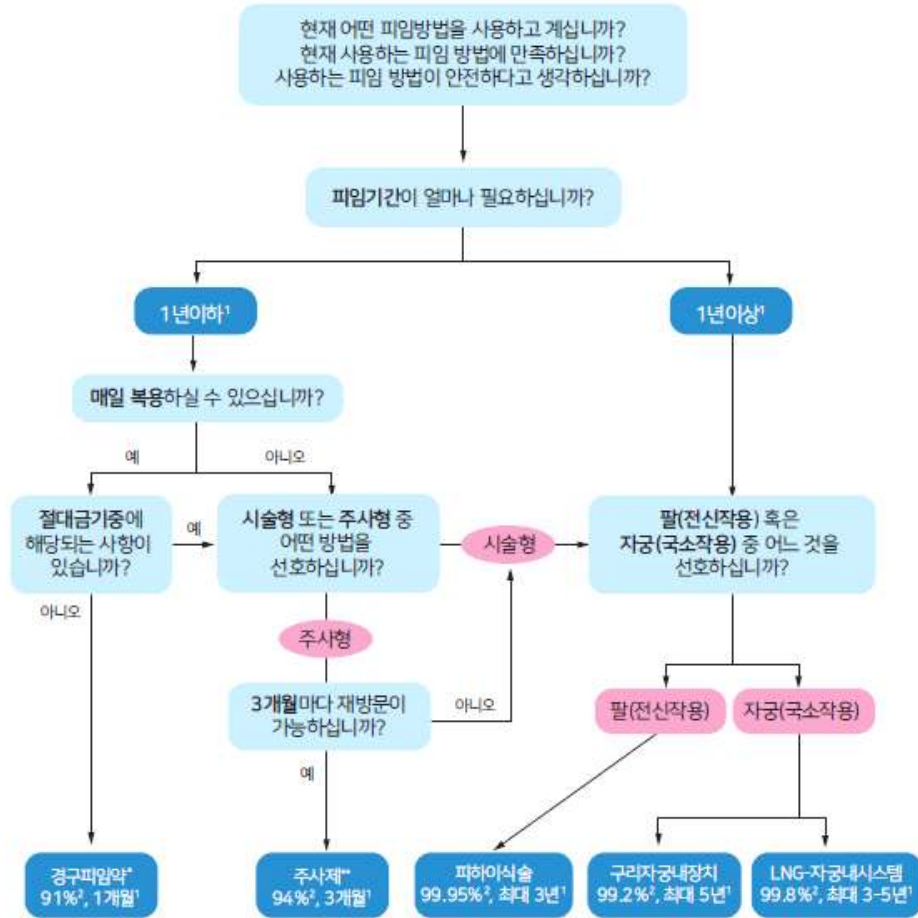 현재 어떤 피임방법을 사용하고 계십니까?
현재 사용하는 피임 방법에 만족하십니까?
사용하는 피임 방법이 안전하다고 생각하십니까?
피임기간이 얼마나 필요하십니까?
1년이하¹
1년이상¹
매일 복용하실 수 있으십니까?
예
아니오
절대금기중에
해당되는 사항이
있습니까?
예
시술형 또는 주사형 중
어떤 방법을
선호하십니까?
시술형
팔(전신작용) 혹은
자궁(국소작용) 중 어느 것을
선호하십니까?
아니오
주사형
3개월마다 재방문이
가능하십니까?
아니오
팔(전신작용)
자궁(국소작용)
예
경구피임약*
91%², 1개월¹
주사제**
94%², 3개월¹
피하이식술
99.95%², 최대 3년¹
구리자궁내장치
99.2%², 최대 5년¹
LNG-자궁내시스템
99.8%², 최대 3-5년¹